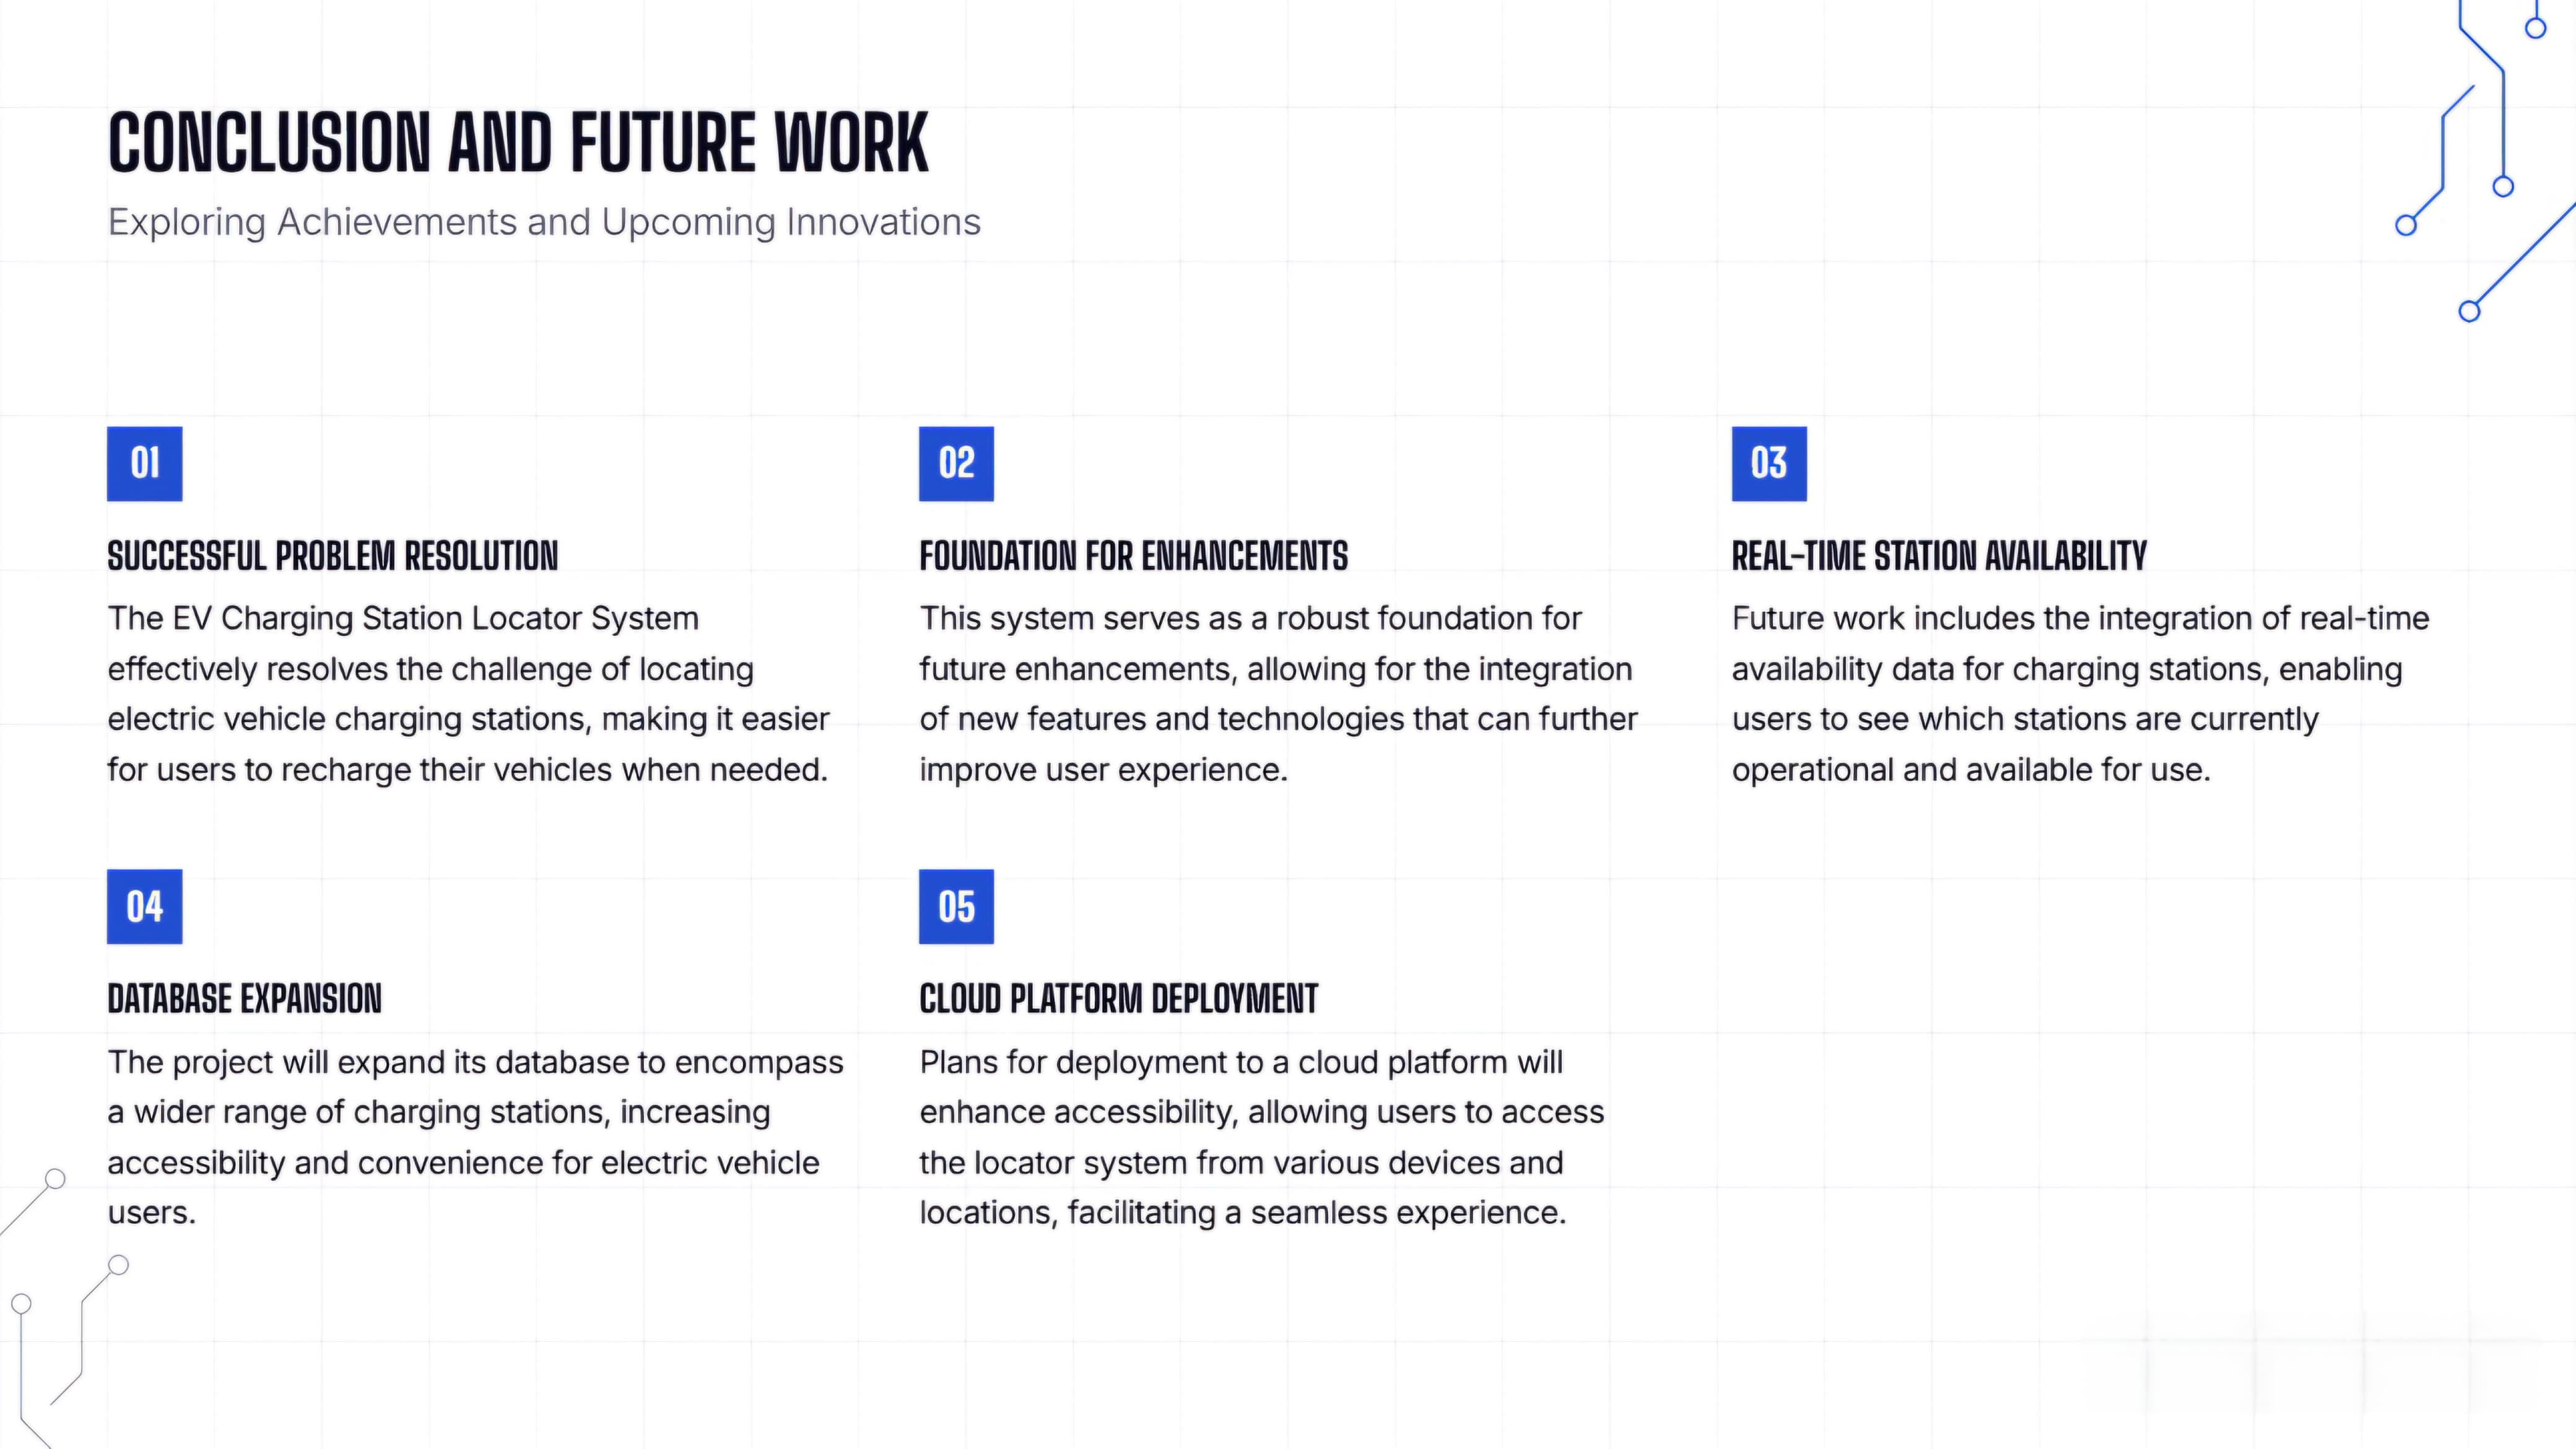 CONCLUSION AND FUTURE WORK
Exploring Achievements and Upcoming Innovations
01
SUCCESSFUL PROBLEM RESOLUTION
The EV Charging Station Locator System
effectively resolves the challenge of locating
electric vehicle charging stations, making it easier
for users to recharge their vehicles when needed.
02
FOUNDATION FOR ENHANCEMENTS
This system serves as a robust foundation for
future enhancements, allowing for the integration
of new features and technologies that can further
improve user experience.
03
REAL-TIME STATION AVAILABILITY
Future work includes the integration of real-time
availability data for charging stations, enabling
users to see which stations are currently
operational and available for use.
04
DATABASE EXPANSION
The project will expand its database to encompass
a wider range of charging stations, increasing
accessibility and convenience for electric vehicle
users.
05
CLOUD PLATFORM DEPLOYMENT
Plans for deployment to a cloud platform will
enhance accessibility, allowing users to access
the locator system from various devices and
locations, facilitating a seamless experience.